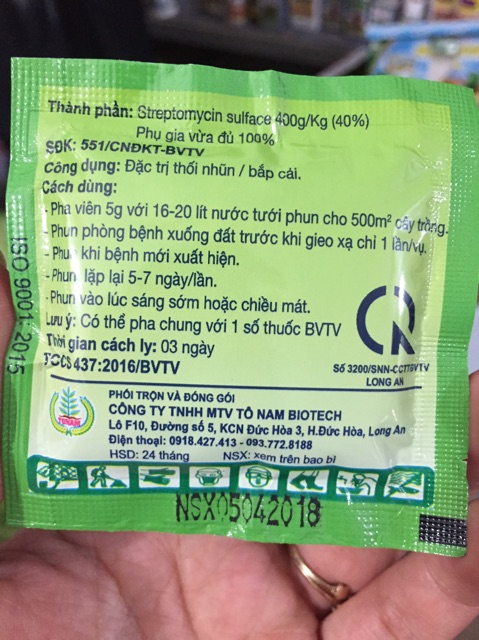 Thành phần: Streptomycin sulface 400g/Kg (40%)
Phụ gia vừa đủ 100%
SĐK: 551/CNĐKT-BVTV
Công dụng: Đặc trị thối nhũn / bắp cải.
Cách dùng:
- Pha viên 5g với 16-20 lít nước tưới phun cho 500m² cây trồng.
- Phun phòng bệnh xuống đất trước khi gieo xạ chỉ 1 lần/vụ.
- Phun khi bệnh mới xuất hiện.
- Phun lặp lại 5-7 ngày/lần.
- Phun vào lúc sáng sớm hoặc chiều mát.
Lưu ý: Có thể pha chung với 1 số thuốc BVTV
Thời gian cách ly: 03 ngày
TCCS 437:2016/BVTV
ISO 9001: 2015
CR
Số 3200/SNN-CCTTBVTV
LONG AN
TONAM
PHỐI TRỘN VÀ ĐÓNG GÓI
CÔNG TY TNHH MTV TÔ NAM BIOTECH
Lô F10, Đường số 5, KCN Đức Hòa 3, H.Đức Hòa, Long An
Điện thoại: 0918.427.413 - 093.772.8188
HSD: 24 tháng NSX: xem trên bao bì
NSX05042018